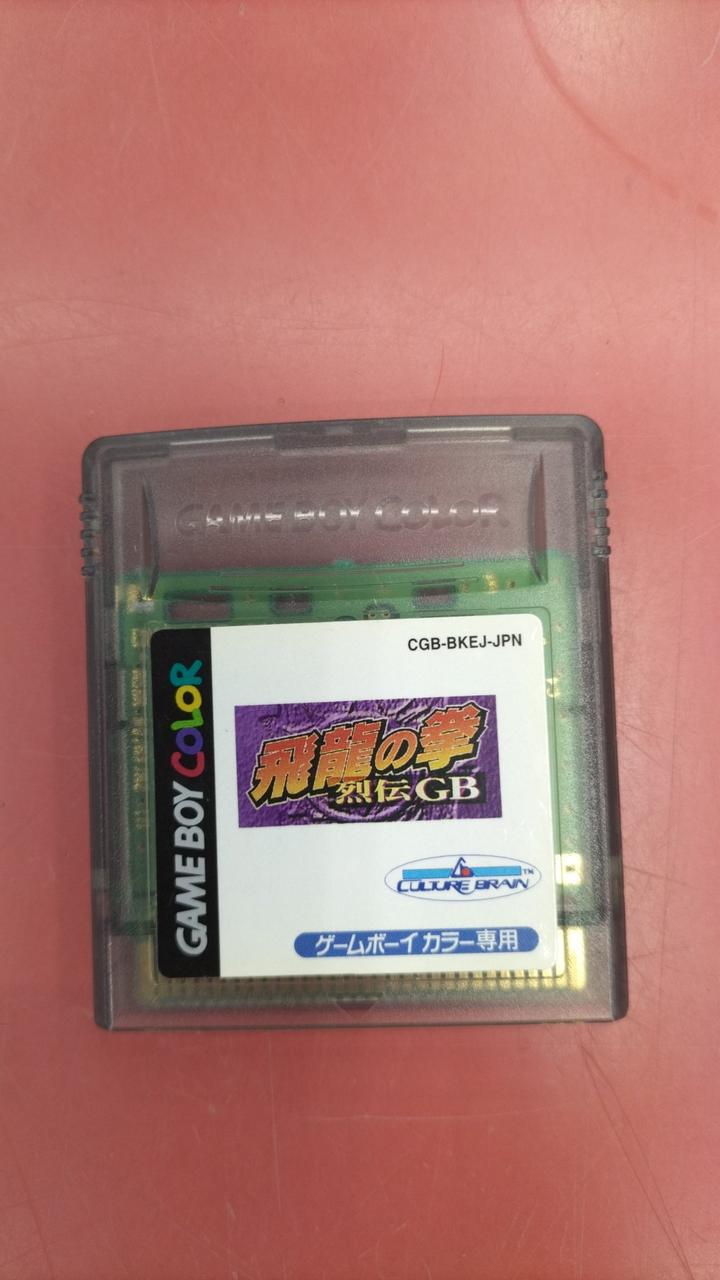 GAME BOY COLOR
CGB-BKEJ-JPN
GAME BOY COLOR
飛龍の拳
烈伝GB
CULTURE BRAIN™
ゲームボーイカラー専用